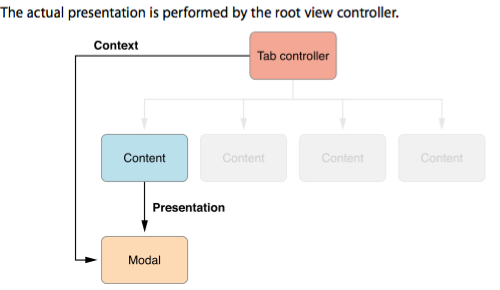 The actual presentation is performed by the root view controller.
Context
Tab controller
Content
Content
Content
Content
Presentation
Modal